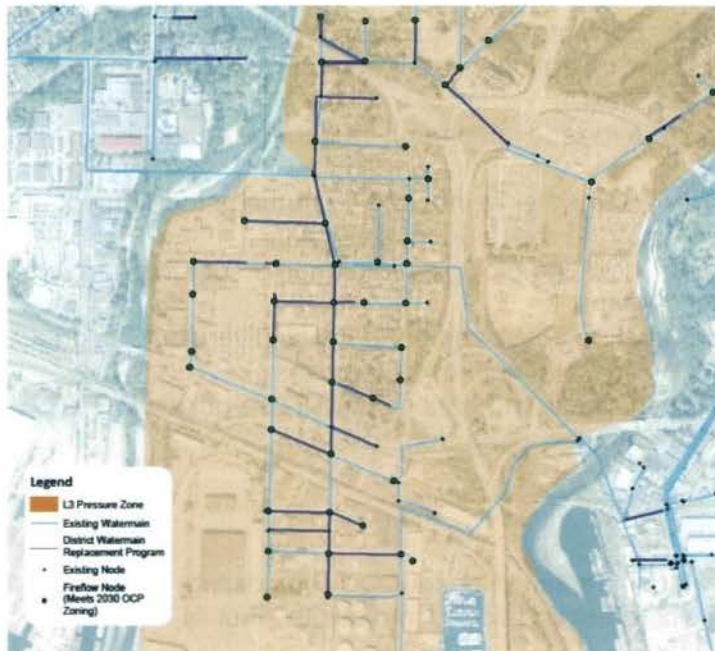 Legend
L3 Pressure Zone
Existing Watermain
District Watermain
Replacement Program
Existing Node
Fireflow Node
(Meets 2030 OCP
Zoning)